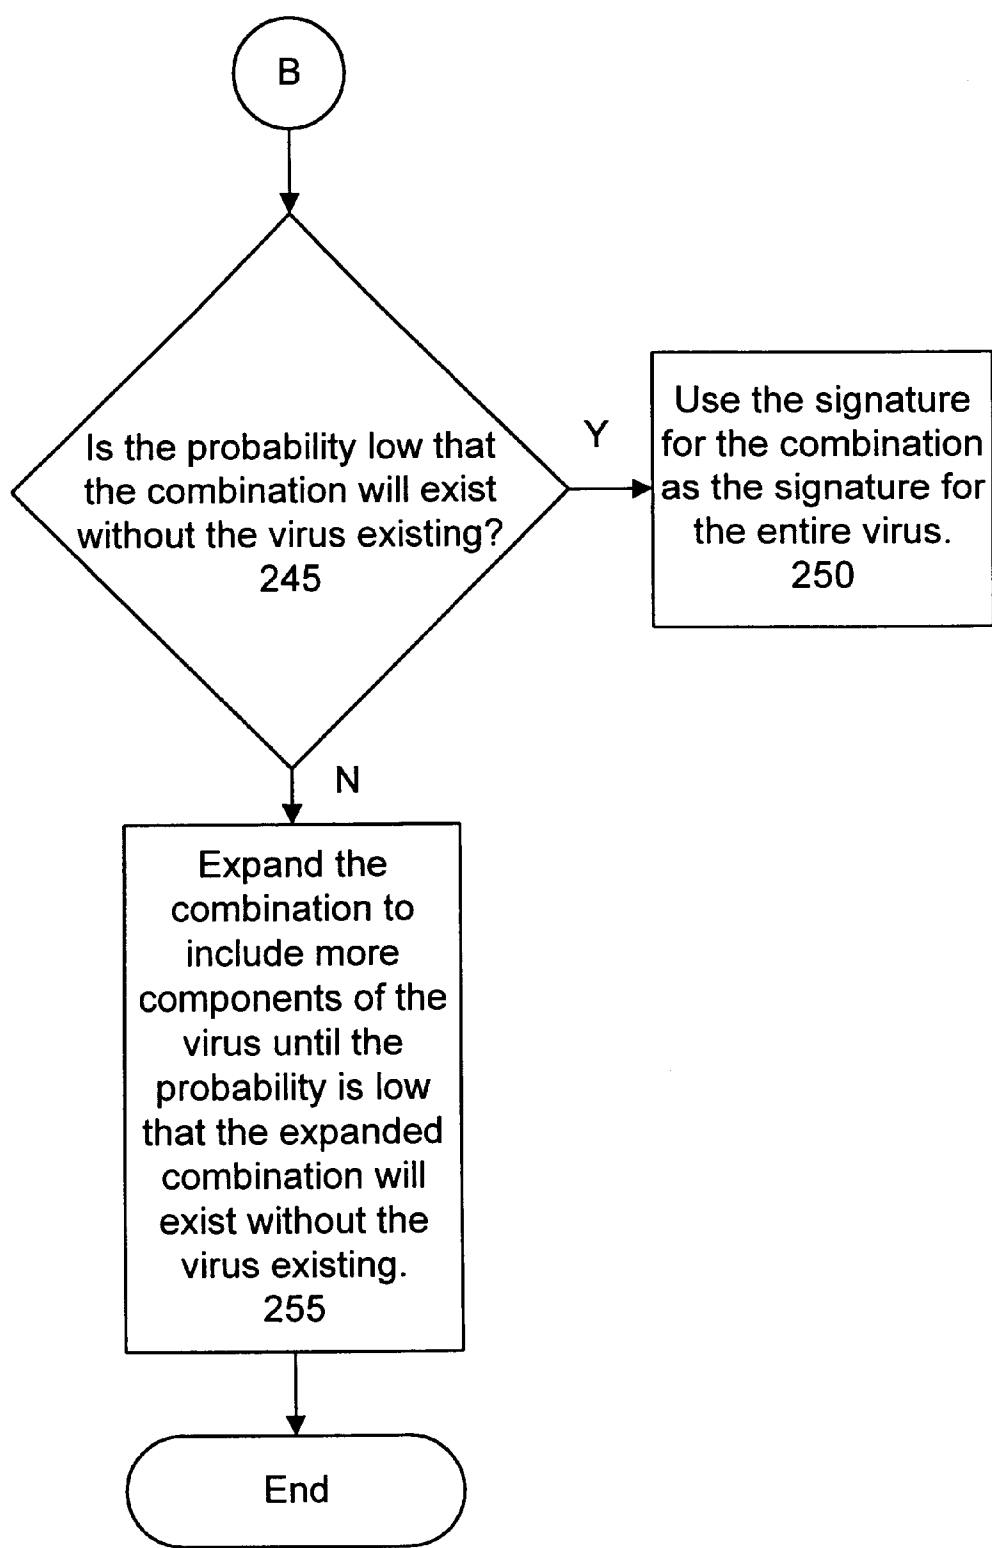 B
Is the probability low that
the combination will exist
without the virus existing?
245
Y
Use the signature
for the combination
as the signature for
the entire virus.
250
N
Expand the
combination to
include more
components of the
virus until the
probability is low
that the expanded
combination will
exist without the
virus existing.
255
End